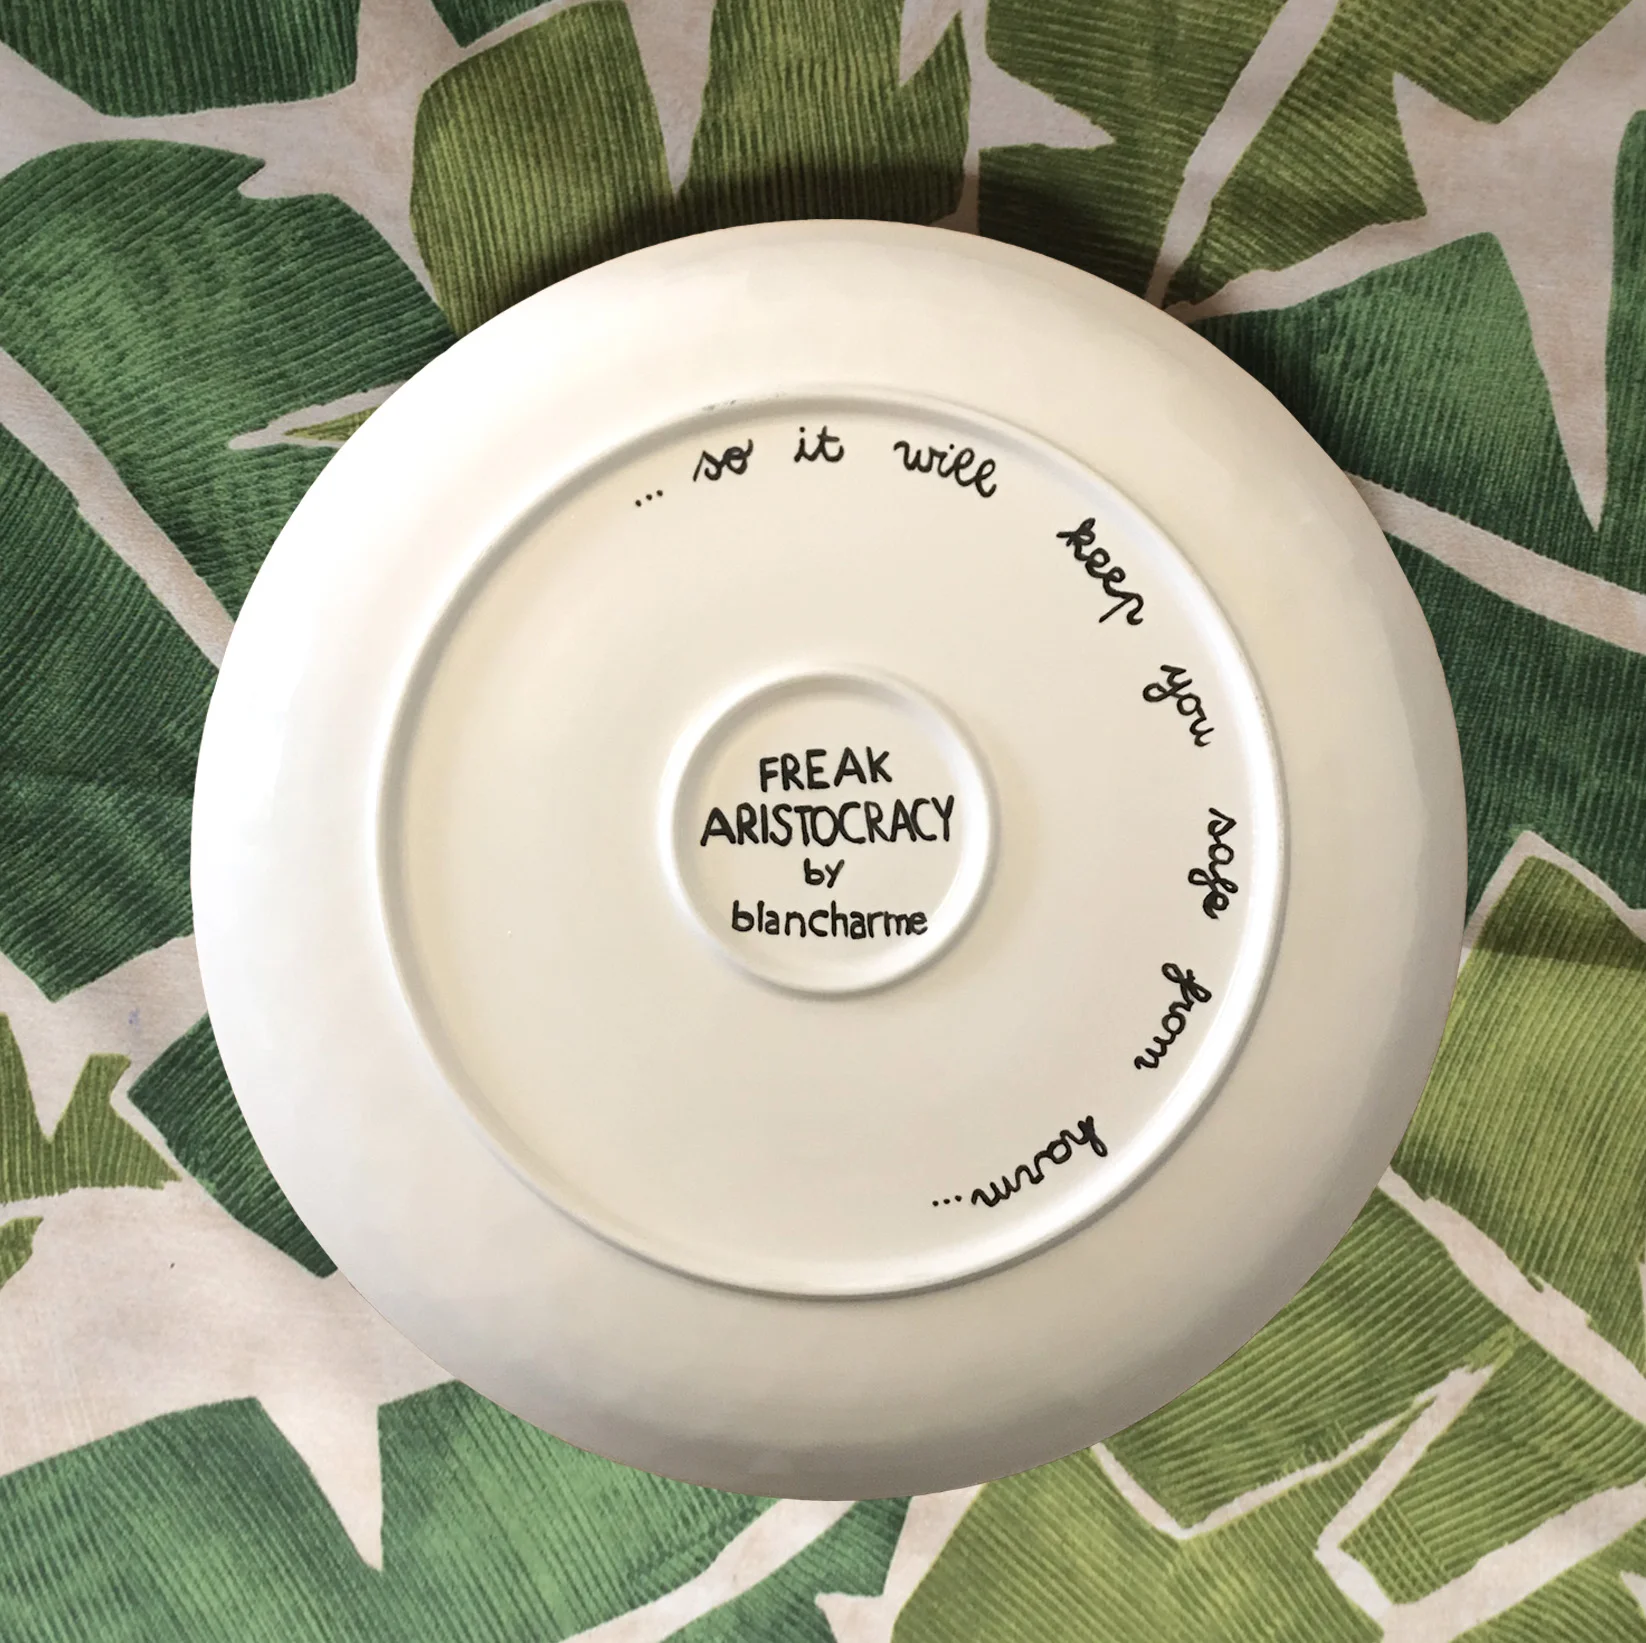 ... so it will keep you safe from harm...
FREAK
ARISTOCRACY
by
blancharme